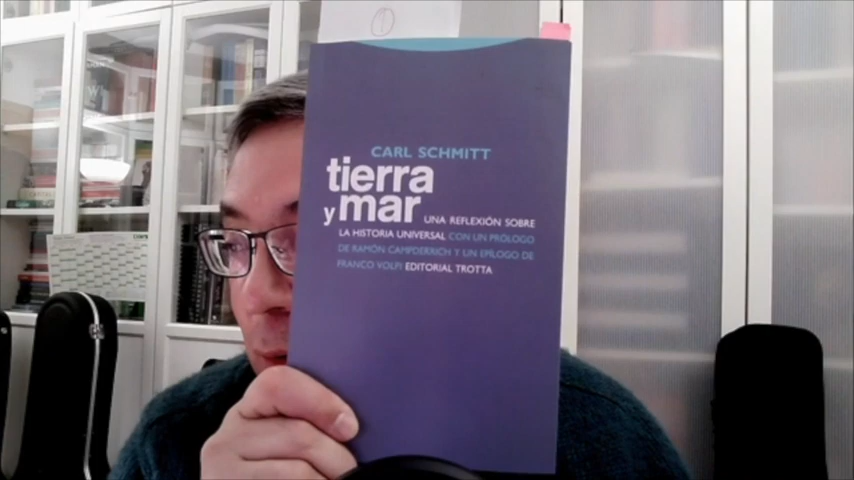 1
CARL SCHMITT
tierra
y mar UNA REFLEXIÓN SOBRE
LA HISTORIA UNIVERSAL CON UN PRÓLOGO
DE RAMÓN CAMPDERRICH Y UN EPÍLOGO DE
FRANCO VOLPI EDITORIAL TROTTA